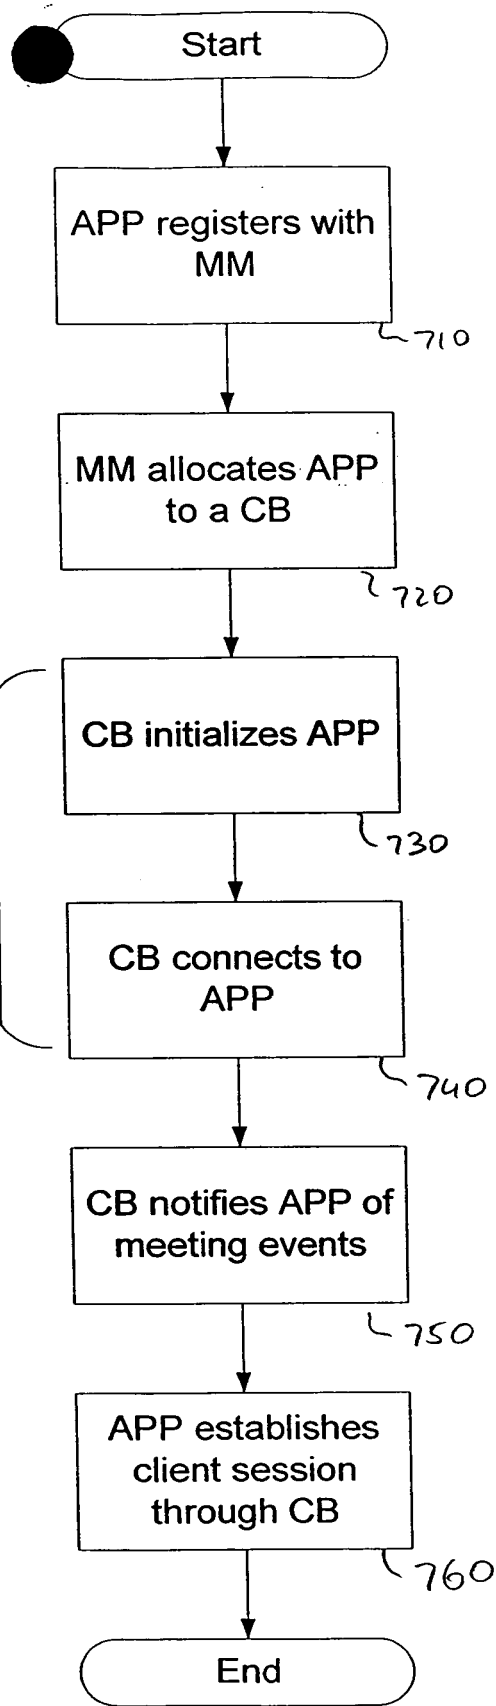 Start
APP registers with
MM
710
MM allocates APP
to a CB
720
CB initializes APP
730
CB connects to
APP
740
CB notifies APP of
meeting events
750
APP establishes
client session
through CB
760
End